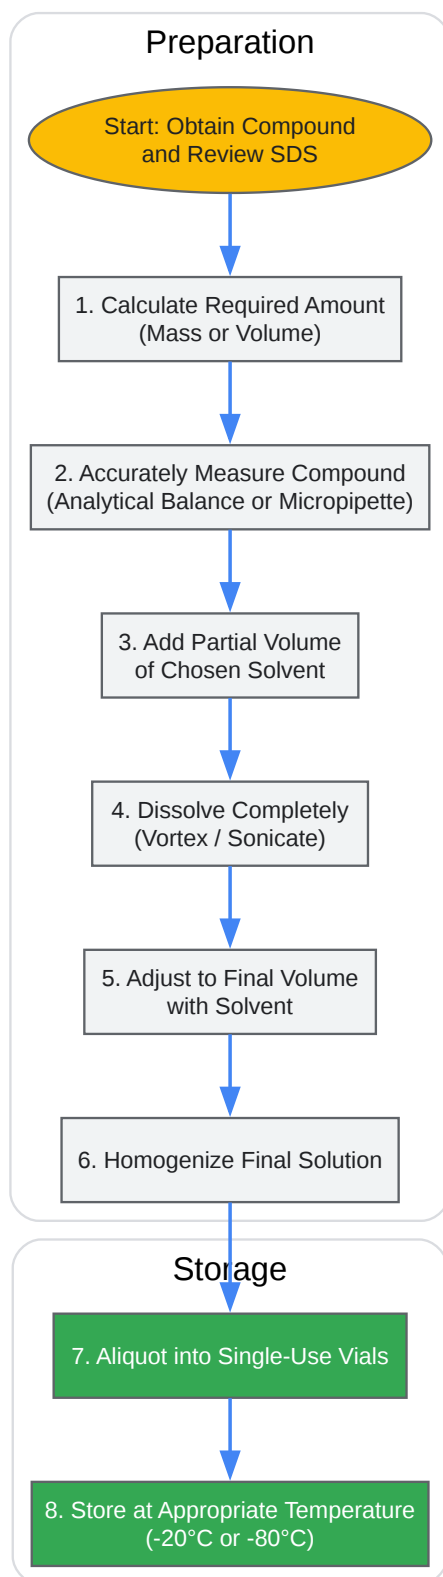 Preparation
Start: Obtain Compound
and Review SDS
1. Calculate Required Amount
(Mass or Volume)
2. Accurately Measure Compound
(Analytical Balance or Micropipette)
3. Add Partial Volume
of Chosen Solvent
4. Dissolve Completely
(Vortex / Sonicate)
5. Adjust to Final Volume
with Solvent
6. Homogenize Final Solution
Storage
7. Aliquot into Single-Use Vials
8. Store at Appropriate Temperature
(-20°C or -80°C)